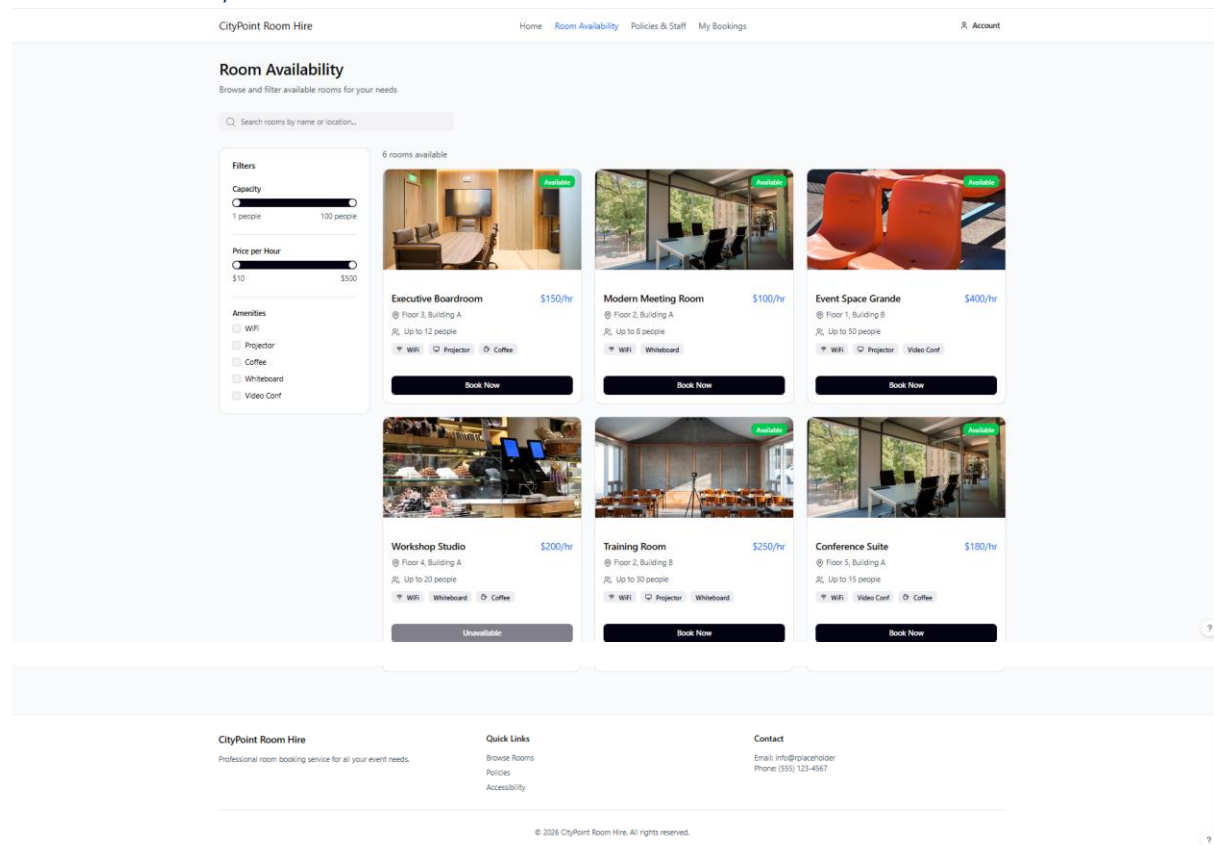 CityPoint Room Hire
Home Room Availability Policies & Staff My Bookings
Account
Room Availability
Browse and filter available rooms for your needs
Search rooms by name or location...
Filters
Capacity
1 people 100 people
Price per Hour
$10 $500
Amenities
WiFi
Projector
Coffee
Whiteboard
Video Conf
6 rooms available
Available
Executive Boardroom $150/hr
Floor 3, Building A
Up to 12 people
WiFi Projector Coffee
Book Now
Available
Modern Meeting Room $100/hr
Floor 2, Building A
Up to 8 people
WiFi Whiteboard
Book Now
Available
Event Space Grande $400/hr
Floor 1, Building B
Up to 50 people
WiFi Projector Video Conf
Book Now
Workshop Studio $200/hr
Floor 4, Building A
Up to 20 people
WiFi Whiteboard Coffee
Unavailable
Available
Training Room $250/hr
Floor 2, Building B
Up to 30 people
WiFi Projector Whiteboard
Book Now
Available
Conference Suite $180/hr
Floor 5, Building A
Up to 15 people
WiFi Video Conf Coffee
Book Now
?
CityPoint Room Hire
Professional room booking service for all your event needs.
Quick Links
Browse Rooms
Policies
Accessibility
Contact
Email: info@rplaceholder
Phone: (555) 123-4567
© 2026 CityPoint Room Hire. All rights reserved.
?